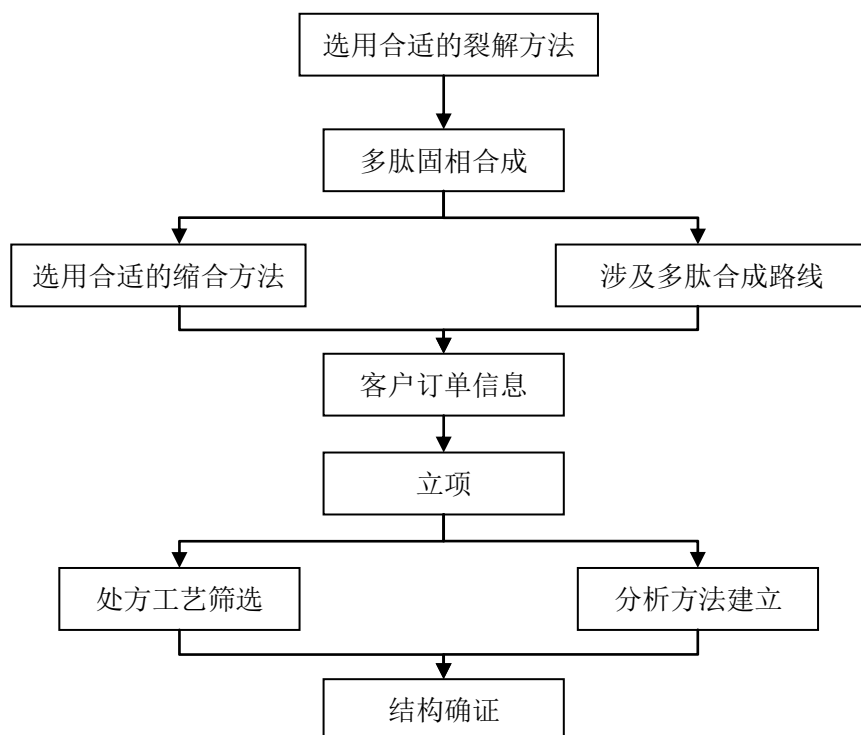 选用合适的裂解方法
多肽固相合成
选用合适的缩合方法
涉及多肽合成路线
客户订单信息
立项
处方工艺筛选
分析方法建立
结构确证